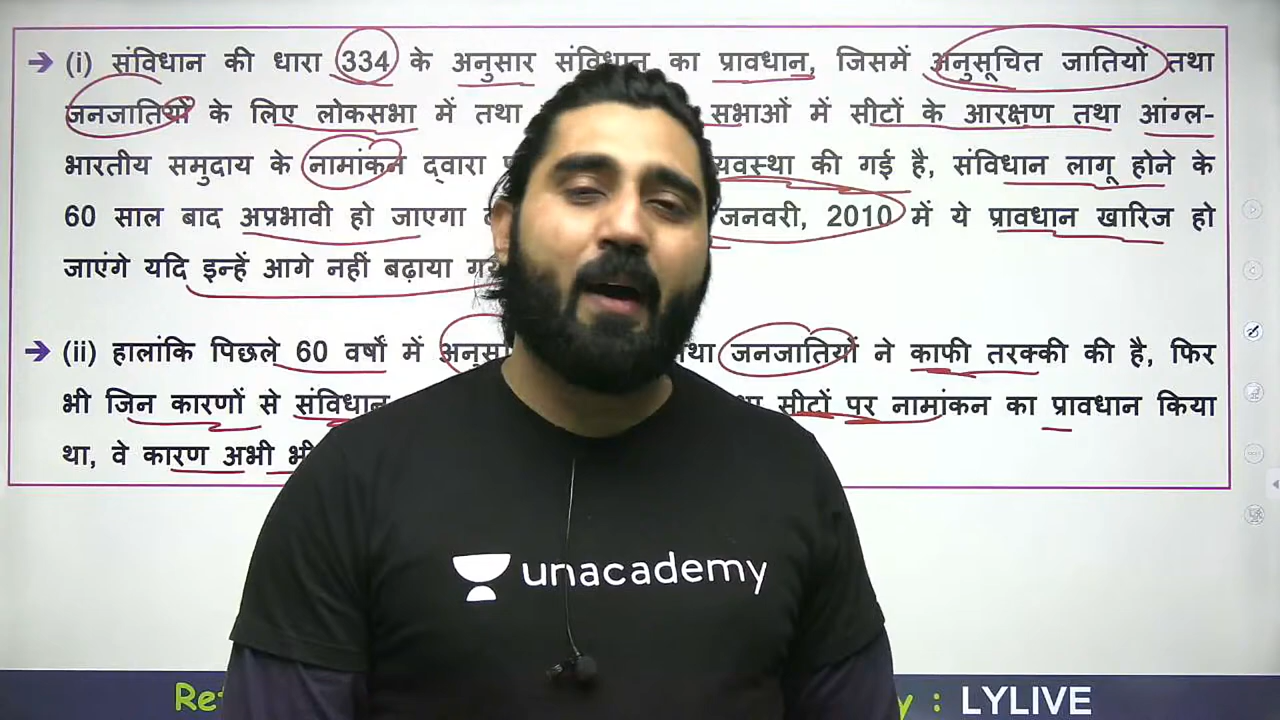 (i) संविधान की धारा 334 के अनुसार संविधान का प्रावधान, जिसमें अनुसूचित जातियों तथा
जनजातियों के लिए लोकसभा में तथा सभाओं में सीटों के आरक्षण तथा आंग्ल-
भारतीय समुदाय के नामांकन द्वारा की गई है, संविधान लागू होने के
60 साल बाद अप्रभावी हो जाएगा जनवरी, 2010 में ये प्रावधान खारिज हो
जाएंगे यदि इन्हें आगे नहीं बढ़ाया
(ii) हालांकि पिछले 60 वर्षों में जनजातियों ने काफी तरक्की की है, फिर
भी जिन कारणों से संविधान सीटों पर नामांकन का प्रावधान किया
था, वे कारण अभी भी
unacademy
: LYLIVE